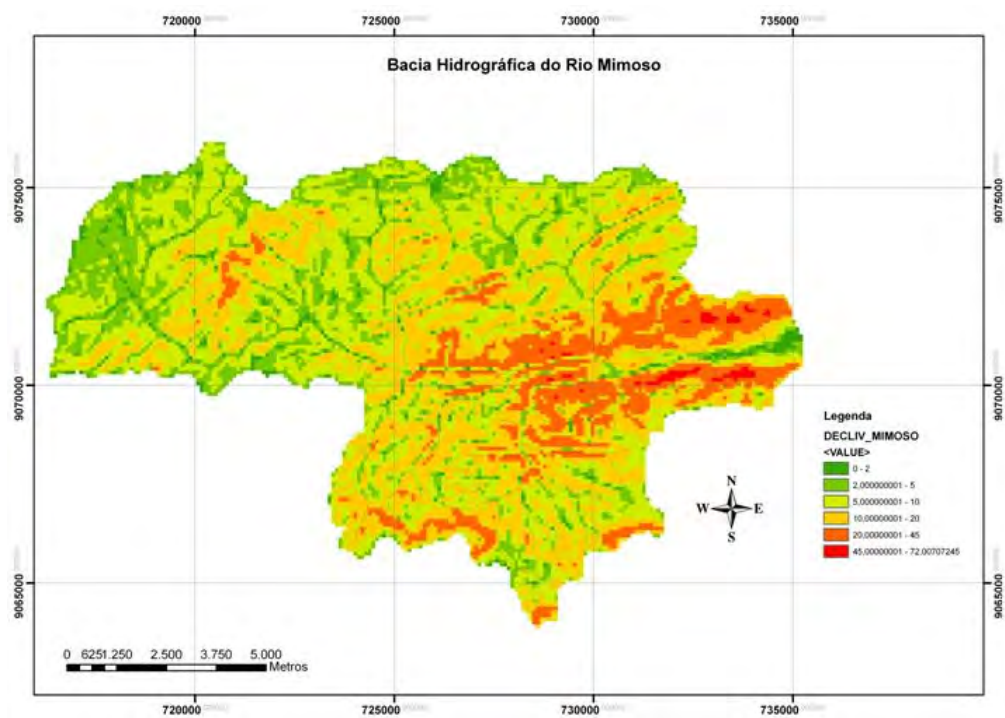 720000
725000
730000
735000
Bacia Hidrográfica do Rio Mimoso
9075000
9075000
9070000
9070000
9065000
9065000
Legenda
DECLIV_MIMOSO
<VALUE>
0 - 2
2,000000001 - 5
5,000000001 - 10
10,00000001 - 20
20,00000001 - 45
45,00000001 - 72,00707245
N
W E
S
0 6251.250 2.500 3.750 5.000
Metros
720000
725000
730000
735000